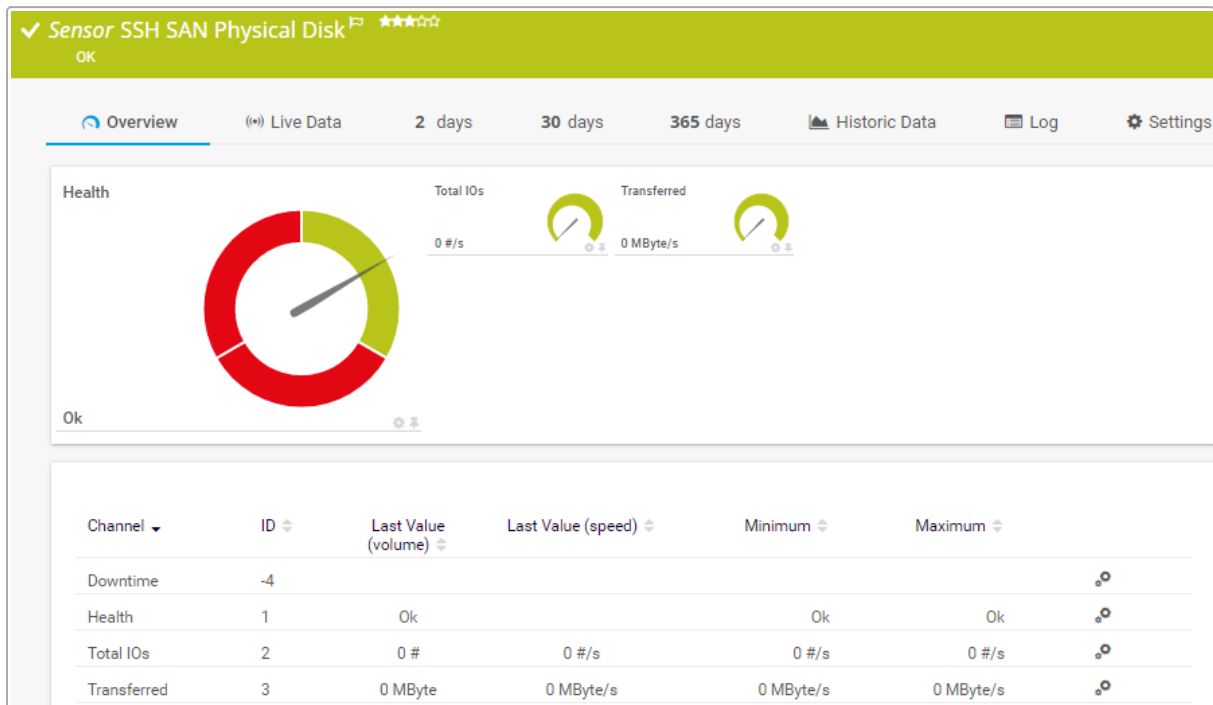 Sensor SSH SAN Physical Disk
OK
Overview Live Data 2 days 30 days 365 days Historic Data Log Settings
Health
Total IOs
0 #/s
Transferred
0 MByte/s
Ok
Channel ID Last Value (volume) Last Value (speed) Minimum Maximum
Downtime -4
Health 1 Ok Ok Ok
Total IOs 2 0 # 0 #/s 0 #/s 0 #/s
Transferred 3 0 MByte 0 MByte/s 0 MByte/s 0 MByte/s